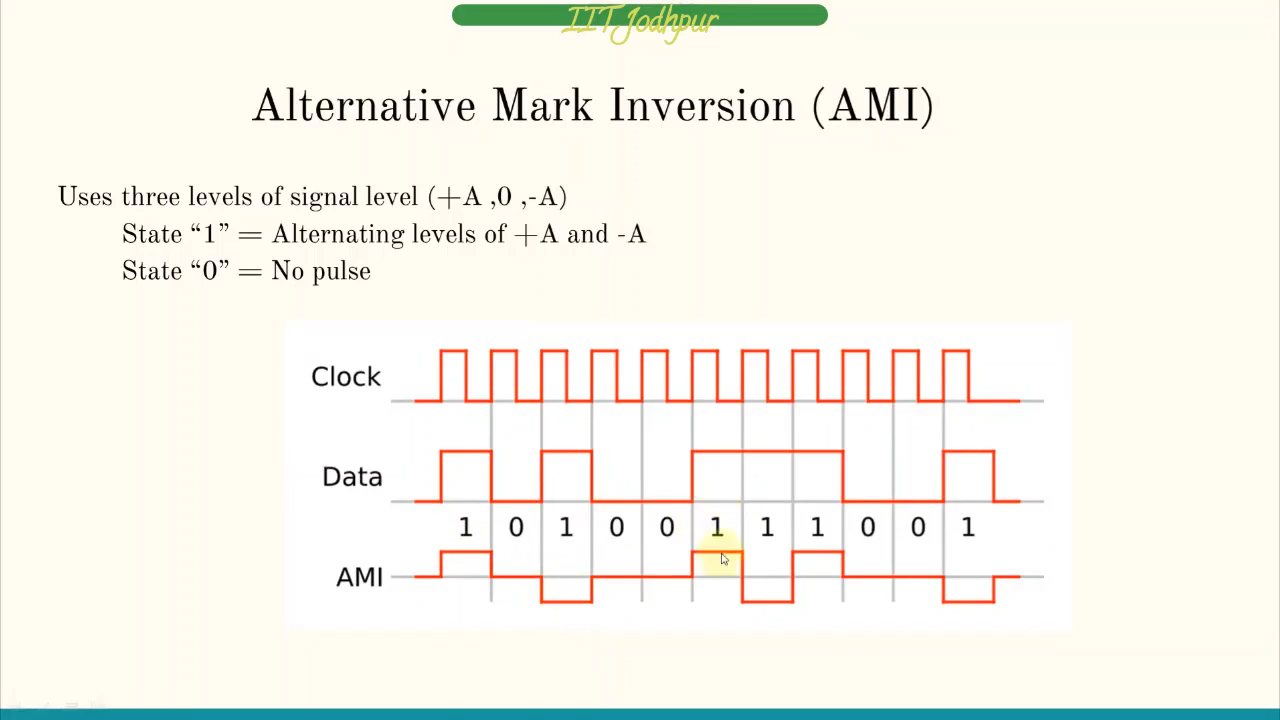 IIT Jodhpur
Alternative Mark Inversion (AMI)
Uses three levels of signal level (+A ,0 ,-A)
State “1” = Alternating levels of +A and -A
State “0” = No pulse
Clock
Data
1 0 1 0 0 1 1 1 0 0 1
AMI